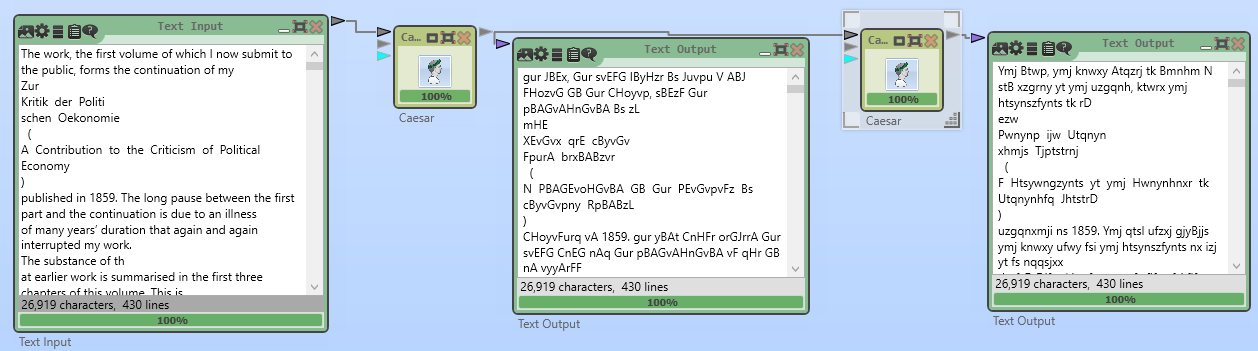 Text Input
The work, the first volume of which I now submit to
the public, forms the continuation of my
Zur
Kritik der Politi
schen Oekonomie
(
A Contribution to the Criticism of Political
Economy
)
published in 1859. The long pause between the first
part and the continuation is due to an illness
of many years' duration that again and again
interrupted my work.
The substance of th
at earlier work is summarised in the first three
chapters of this volume. This is
26,919 characters, 430 lines
100%
Text Input
Ca...
100%
Caesar
Text Output
gur JBEx, Gur svEFG IByHzr Bs Juvpu V ABJ
FHozvG GB Gur CHoyvp, sBEzF Gur
pBAGvAHnGvBA Bs zL
mHE
XEvGvx qrE cByvGv
FpurA brxBABzvr
(
N PBAGEvoHGvBA GB Gur PEvGvpvFz Bs
cByvGvpny RpBABzL
)
CHoyvFurq vA 1859. gur yBAt CnHFr orGJrrA Gur
svEFG CnEG nAq Gur pBAGvAHnGvBA vF qHr GB
nA vyyArFF
26,919 characters, 430 lines
100%
Text Output
Ca...
100%
Caesar
Text Output
Ymj Btwp, ymj knwxy Atqzrj tk Bmnhm N
stB xzgrny yt ymj uzgqnh, ktwrx ymj
htsynszfynts tk rD
ezw
Pwnynp ijw Utqnyn
xhmjs Tjptstrnj
(
F Htsywngzynts yt ymj Hwnynhnxr tk
Utqnynhfq JhtstrD
)
uzgqnxmji ns 1859. Ymj qtsl ufzxj gjyBjjs
ymj knwxy ufwy fsi ymj htsynszfynts nx izj
yt fs nqqsjxx
26,919 characters, 430 lines
100%
Text Output